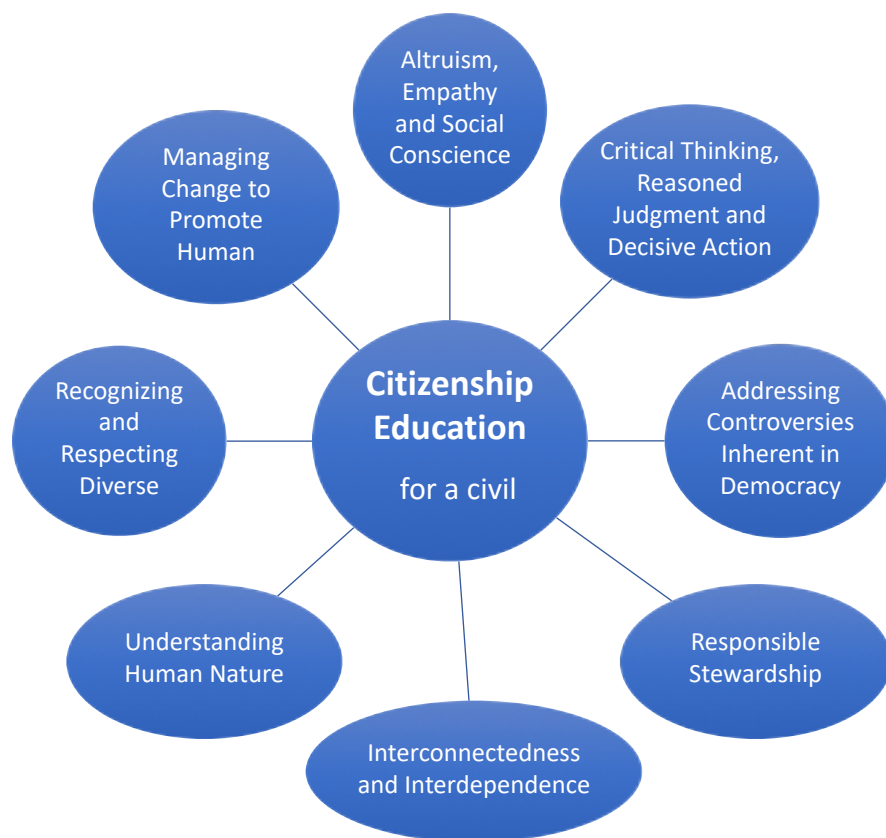 Altruism,
Empathy
and Social
Conscience
Critical Thinking,
Reasoned
Judgment and
Decisive Action
Managing
Change to
Promote
Human
Citizenship
Education
for a civil
Addressing
Controversies
Inherent in
Democracy
Recognizing
and
Respecting
Diverse
Understanding
Human Nature
Responsible
Stewardship
Interconnectedness
and Interdependence